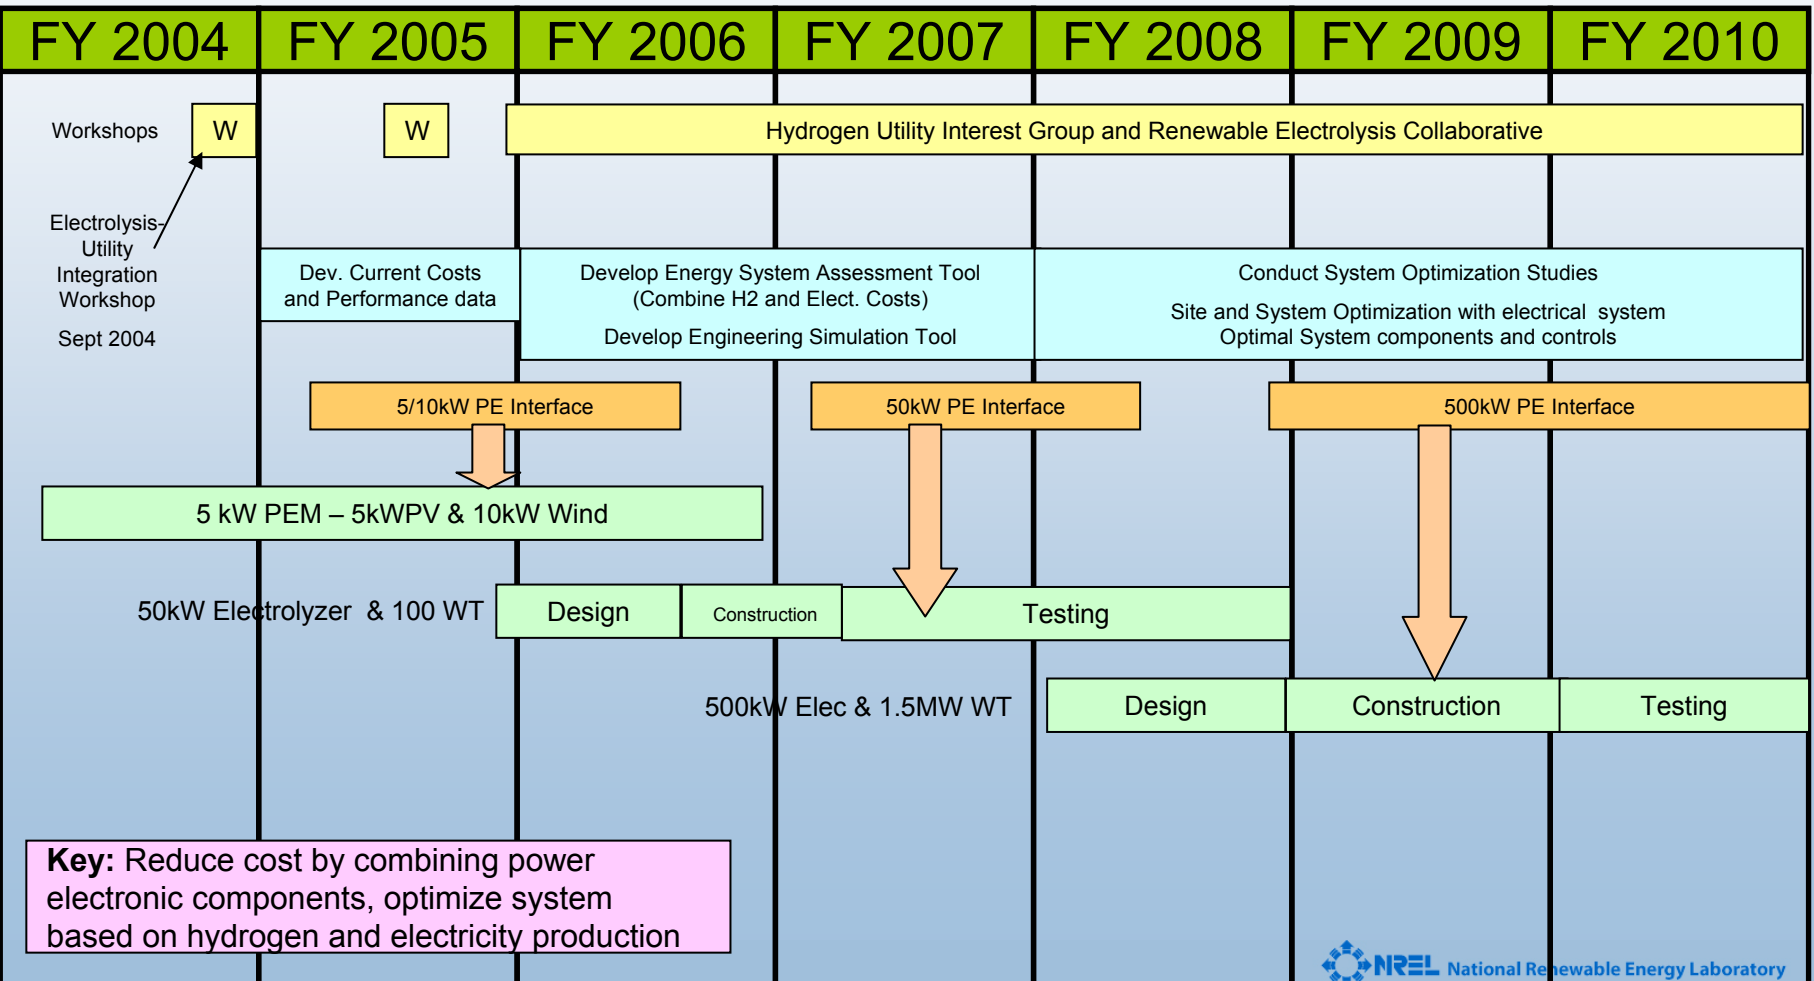 FY 2004 FY 2005 FY 2006 FY 2007 FY 2008 FY 2009 FY 2010
Workshops W W Hydrogen Utility Interest Group and Renewable Electrolysis Collaborative
Electrolysis-
Utility
Integration
Workshop
Sept 2004
Dev. Current Costs
and Performance data
Develop Energy System Assessment Tool
(Combine H2 and Elect. Costs)
Develop Engineering Simulation Tool
Conduct System Optimization Studies
Site and System Optimization with electrical system
Optimal System components and controls
5/10kW PE Interface 50kW PE Interface 500kW PE Interface
5 kW PEM – 5kWPV & 10kW Wind
50kW Electrolyzer & 100 WT Design Construction Testing
500kW Elec & 1.5MW WT Design Construction Testing
Key: Reduce cost by combining power
electronic components, optimize system
based on hydrogen and electricity production
NREL National Renewable Energy Laboratory